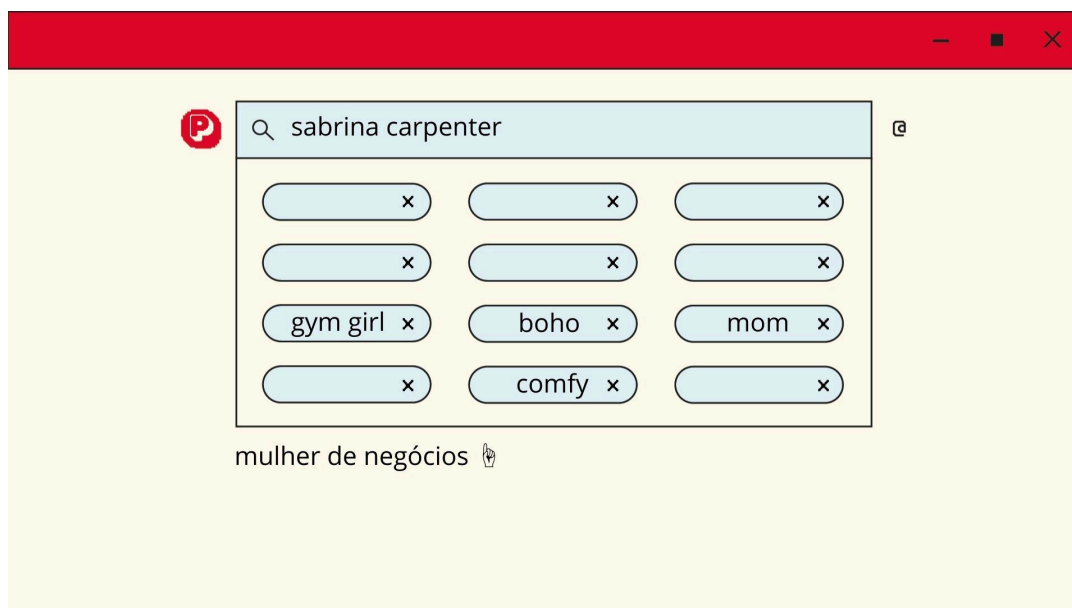 P sabrina carpenter @
gym girl x boho x mom x
comfy x
mulher de negócios